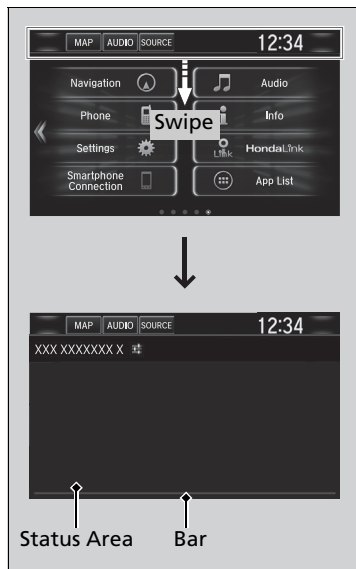 MAP AUDIO SOURCE 12:34
Navigation Audio
Phone Info
Swipe
Settings Link HondaLink
Smartphone
Connection App List
MAP AUDIO SOURCE 12:34
XXX XXXXXXX X
Status Area Bar